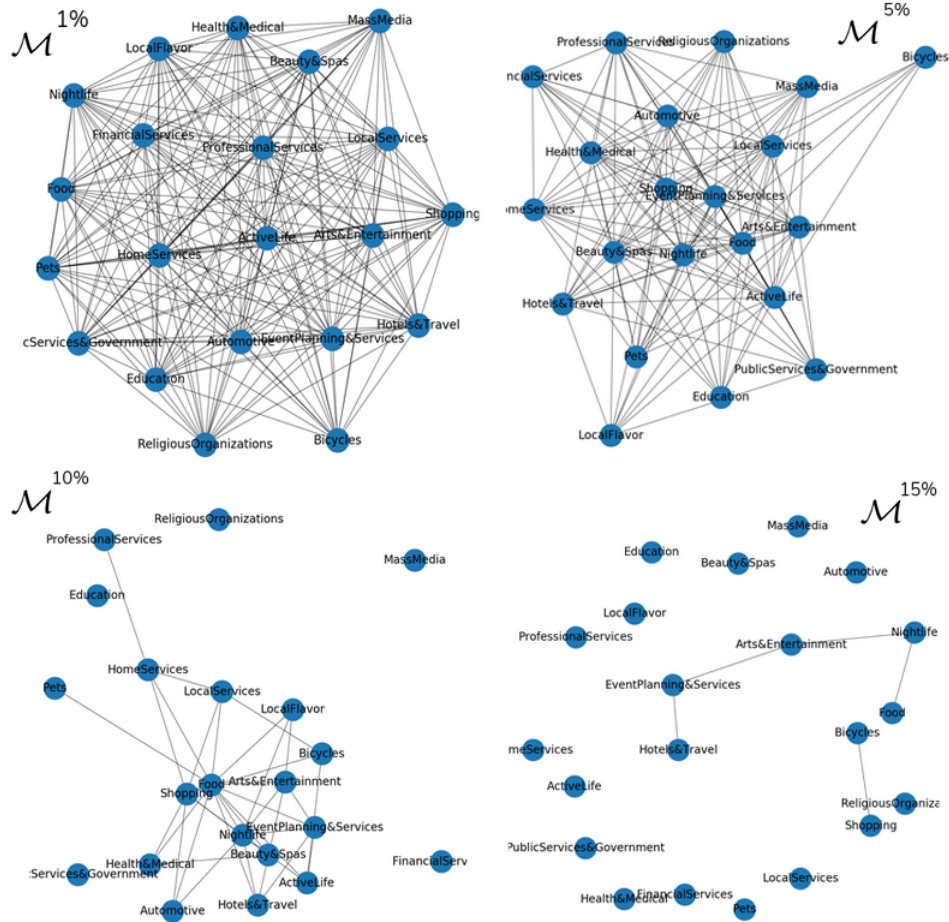 ℳ 1%
MassMedia
Health&Medical
LocalFlavor
Beauty&Spas
Nightlife
FinancialServices
ProfessionalServices
LocalServices
Food
Shopping
ActiveLife
Arts&Entertainment
HomeServices
Pets
Hotels&Travel
cServices&Government
Automotive
EventPlanning&Services
Education
ReligiousOrganizations
Bicycles
ℳ 5%
ProfessionalServices
ReligiousOrganizations
Bicycles
ncialServices
MassMedia
Automotive
LocalServices
Health&Medical
Shopping
EventPlanning&Services
meServices
Arts&Entertainment
Food
Beauty&Spas
Nightlife
ActiveLife
Hotels&Travel
Pets
PublicServices&Government
Education
LocalFlavor
ℳ 10%
ReligiousOrganizations
ProfessionalServices
MassMedia
Education
HomeServices
Pets
LocalServices
LocalFlavor
Bicycles
Food
Arts&Entertainment
Shopping
EventPlanning&Services
Nightlife
Beauty&Spas
Health&Medical
FinancialServ
Services&Government
ActiveLife
Hotels&Travel
Automotive
ℳ 15%
MassMedia
Education
Beauty&Spas
Automotive
LocalFlavor
ProfessionalServices
Nightlife
Arts&Entertainment
EventPlanning&Services
Food
Bicycles
meServices
Hotels&Travel
ActiveLife
ReligiousOrganiza
Shopping
PublicServices&Government
LocalServices
Health&Medical
FinancialServices
Pets